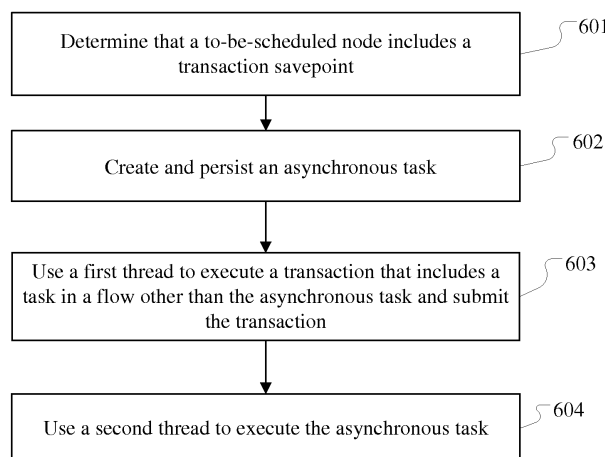 Determine that a to-be-scheduled node includes a
transaction savepoint
601
Create and persist an asynchronous task
602
Use a first thread to execute a transaction that includes a
task in a flow other than the asynchronous task and submit
the transaction
603
Use a second thread to execute the asynchronous task
604